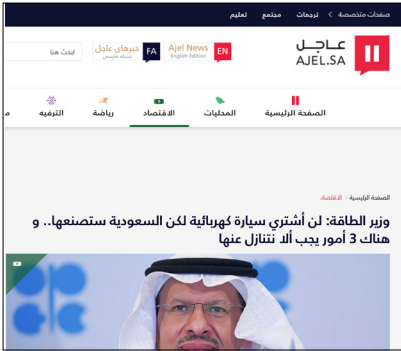 صفحات متخصصة > ترجمات مجتمع تعليم
عاجل
AJEL.SA
EN Ajel News
English Edition
FA خبرهای عاجل
نسخه فارسی
ابحث هنا
الصفحة الرئيسية المحليات الاقتصاد رياضة الترفيه م
الصفحة الرئيسية / الاقتصاد
وزير الطاقة: لن أشتري سيارة كهربائية لكن السعودية ستصنعها.. و
هناك 3 أمور يجب ألا نتنازل عنها